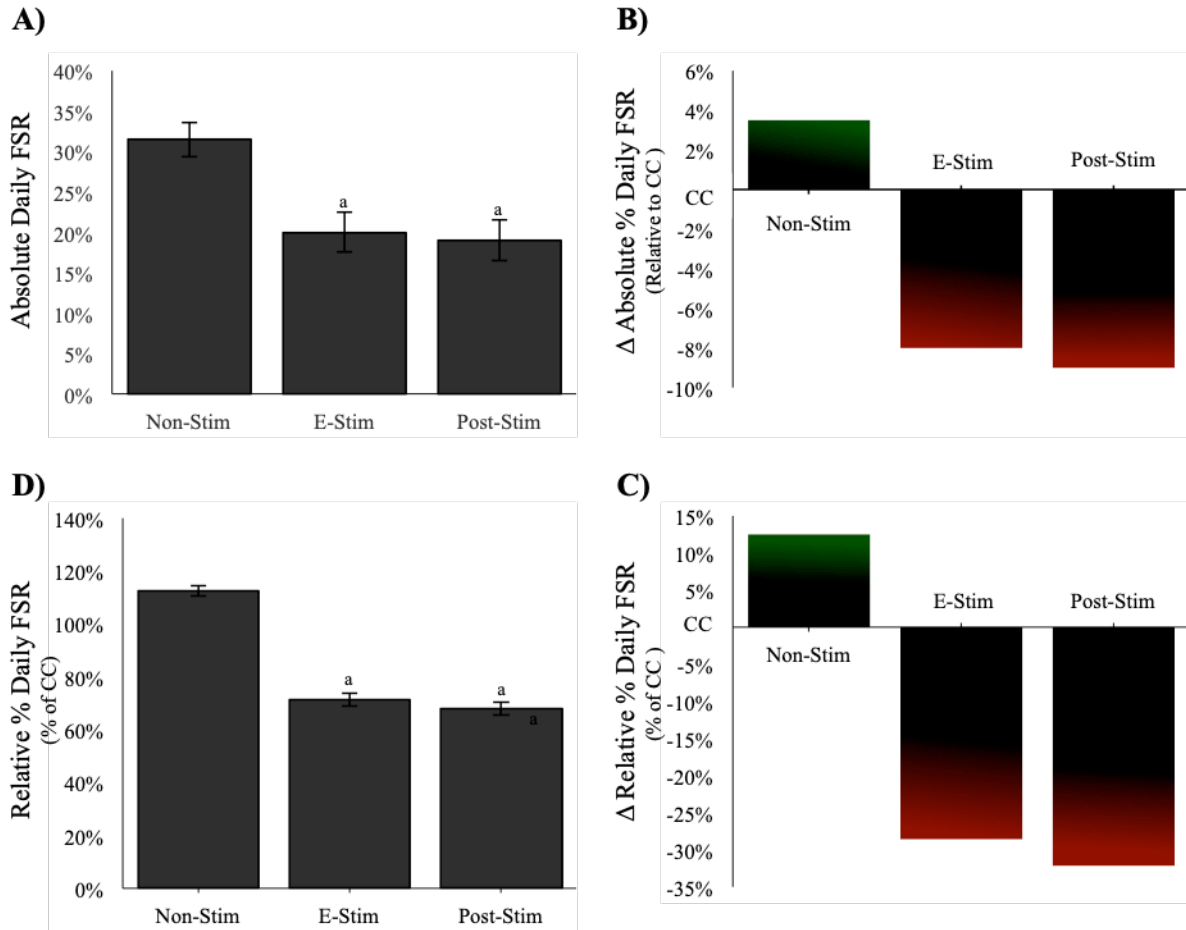 A)
Absolute Daily FSR
40%
35%
30%
25%
20%
15%
10%
5%
0%
a
a
Non-Stim
E-Stim
Post-Stim
B)
Δ Absolute % Daily FSR
(Relative to CC )
6%
4%
2%
CC
-2%
-4%
-6%
-8%
-10%
E-Stim
Post-Stim
Non-Stim
D)
Relative % Daily FSR
(% of CC)
140%
120%
100%
80%
60%
40%
20%
0%
a
a
a
Non-Stim
E-Stim
Post-Stim
C)
Δ Relative % Daily FSR
(% of CC )
15%
10%
5%
CC
-5%
-10%
-15%
-20%
-25%
-30%
-35%
E-Stim
Post-Stim
Non-Stim